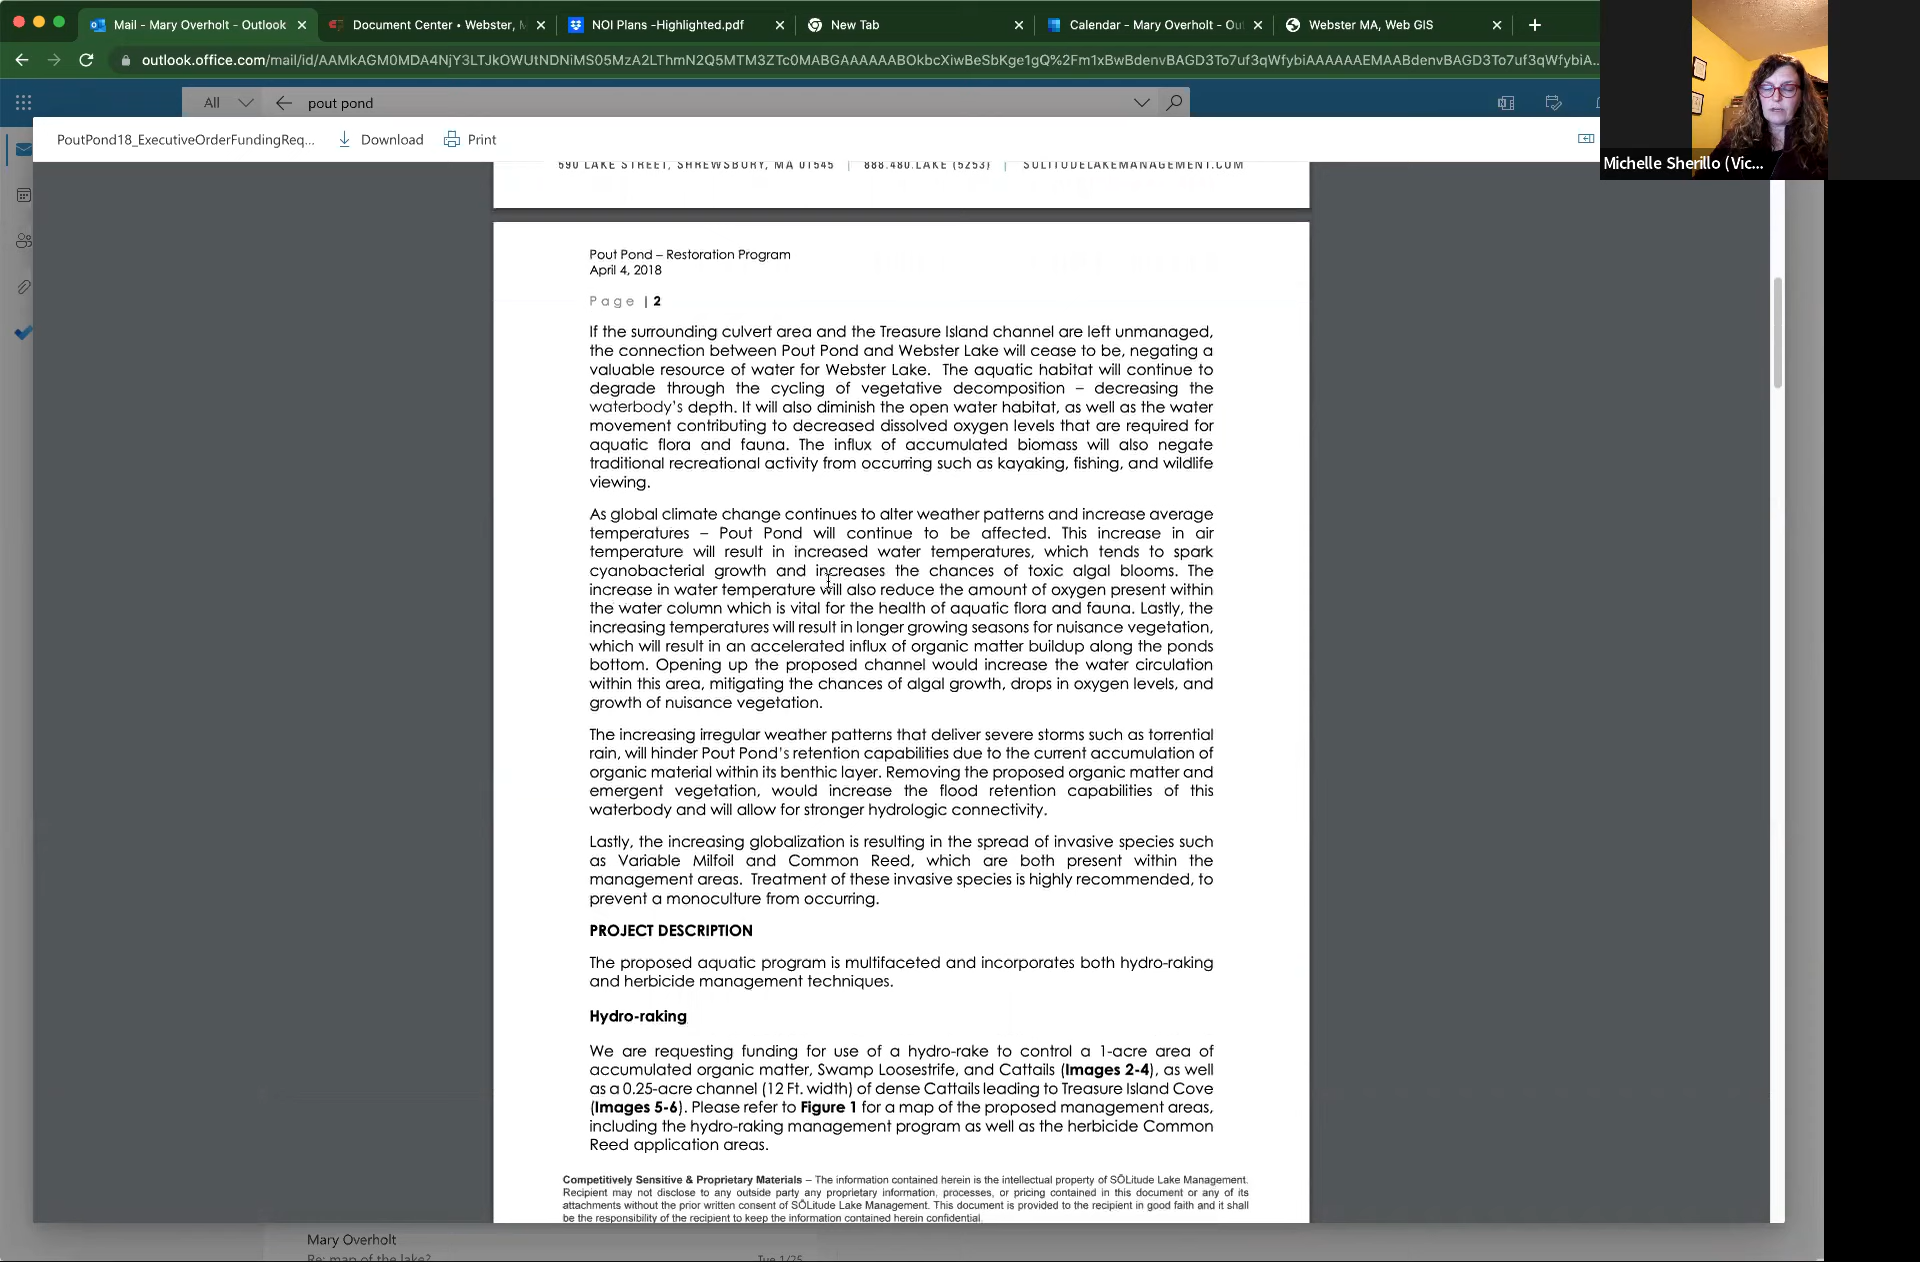 Mail - Mary Overholt - Outlook
Document Center • Webster, M
NOI Plans -Highlighted.pdf
New Tab
Calendar - Mary Overholt - Ou
Webster MA, Web GIS
outlook.office.com/mail/id/AAMkAGM0MDA4NjY3LTJkOWUtNDNiMS05MzA2LThmN2Q5MTM3ZTc0MABGAAAAAABOkbcXiwBeSbKge1gQ%2Fm1xBwBdenvBAGD3To7uf3qWfybiAAAAAAEMAABdenvBAGD3To7uf3qWfybiA...
All
pout pond
PoutPond18_ExecutiveOrderFundingReq...
Download
Print
Michelle Sherillo (Vic...
590 LAKE STREET, SHREWSBURY, MA 01545 | 888.480.LAKE (5253) | SOLITUDELAKEMANAGEMENT.COM
Pout Pond – Restoration Program
April 4, 2018
Page | 2
If the surrounding culvert area and the Treasure Island channel are left unmanaged,
the connection between Pout Pond and Webster Lake will cease to be, negating a
valuable resource of water for Webster Lake. The aquatic habitat will continue to
degrade through the cycling of vegetative decomposition – decreasing the
waterbody's depth. It will also diminish the open water habitat, as well as the water
movement contributing to decreased dissolved oxygen levels that are required for
aquatic flora and fauna. The influx of accumulated biomass will also negate
traditional recreational activity from occurring such as kayaking, fishing, and wildlife
viewing.
As global climate change continues to alter weather patterns and increase average
temperatures – Pout Pond will continue to be affected. This increase in air
temperature will result in increased water temperatures, which tends to spark
cyanobacterial growth and increases the chances of toxic algal blooms. The
increase in water temperature will also reduce the amount of oxygen present within
the water column which is vital for the health of aquatic flora and fauna. Lastly, the
increasing temperatures will result in longer growing seasons for nuisance vegetation,
which will result in an accelerated influx of organic matter buildup along the ponds
bottom. Opening up the proposed channel would increase the water circulation
within this area, mitigating the chances of algal growth, drops in oxygen levels, and
growth of nuisance vegetation.
The increasing irregular weather patterns that deliver severe storms such as torrential
rain, will hinder Pout Pond's retention capabilities due to the current accumulation of
organic material within its benthic layer. Removing the proposed organic matter and
emergent vegetation, would increase the flood retention capabilities of this
waterbody and will allow for stronger hydrologic connectivity.
Lastly, the increasing globalization is resulting in the spread of invasive species such
as Variable Milfoil and Common Reed, which are both present within the
management areas. Treatment of these invasive species is highly recommended, to
prevent a monoculture from occurring.
PROJECT DESCRIPTION
The proposed aquatic program is multifaceted and incorporates both hydro-raking
and herbicide management techniques.
Hydro-raking
We are requesting funding for use of a hydro-rake to control a 1-acre area of
accumulated organic matter, Swamp Loosestrife, and Cattails (Images 2-4), as well
as a 0.25-acre channel (12 Ft. width) of dense Cattails leading to Treasure Island Cove
(Images 5-6). Please refer to Figure 1 for a map of the proposed management areas,
including the hydro-raking management program as well as the herbicide Common
Reed application areas.
Competitively Sensitive & Proprietary Materials – The information contained herein is the intellectual property of SŌLitude Lake Management.
Recipient may not disclose to any outside party any proprietary information, processes, or pricing contained in this document or any of its
attachments without the prior written consent of SŌLitude Lake Management. This document is provided to the recipient in good faith and it shall
be the responsibility of the recipient to keep the information contained herein confidential.
Mary Overholt
Re: map of the lake?
Tue 1/25